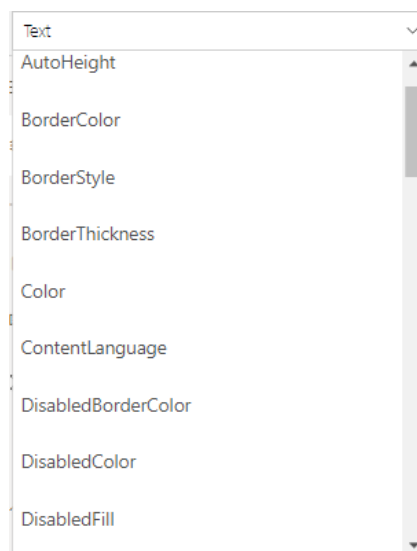 Text
AutoHeight
BorderColor
BorderStyle
BorderThickness
Color
ContentLanguage
DisabledBorderColor
DisabledColor
DisabledFill